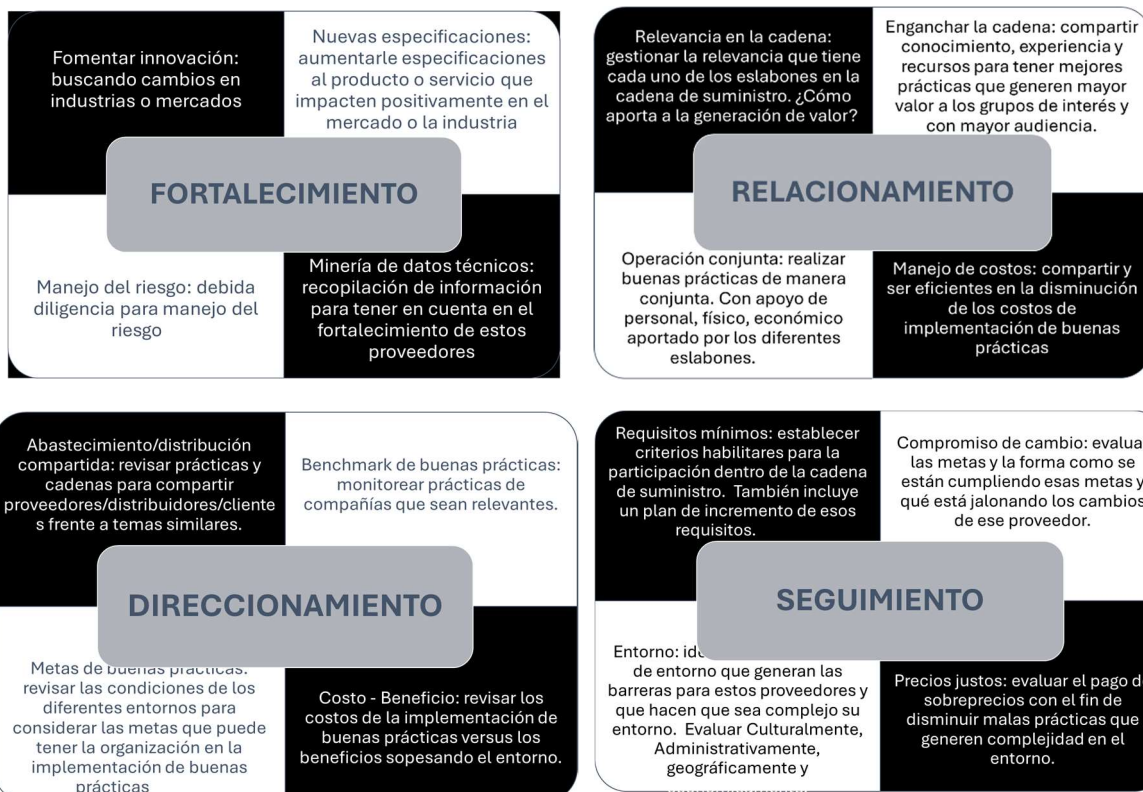 Fomentar innovación:
buscando cambios en
industrias o mercados
Nuevas especificaciones:
aumentarle especificaciones
al producto o servicio que
impacten positivamente en el
mercado o la industria
FORTALECIMIENTO
Manejo del riesgo: debida
diligencia para manejo del
riesgo
Minería de datos técnicos:
recopilación de información
para tener en cuenta en el
fortalecimiento de estos
proveedores
Relevancia en la cadena:
gestionar la relevancia que tiene
cada uno de los eslabones en la
cadena de suministro. ¿Cómo
aporta a la generación de valor?
Enganchar la cadena: compartir
conocimiento, experiencia y
recursos para tener mejores
prácticas que generen mayor
valor a los grupos de interés y
con mayor audiencia.
RELACIONAMIENTO
Operación conjunta: realizar
buenas prácticas de manera
conjunta. Con apoyo de
personal, físico, económico
aportado por los diferentes
eslabones.
Manejo de costos: compartir y
ser eficientes en la disminución
de los costos de
implementación de buenas
prácticas
Abastecimiento/distribución
compartida: revisar prácticas y
cadenas para compartir
proveedores/distribuidores/cliente
s frente a temas similares.
Benchmark de buenas prácticas:
monitorear prácticas de
compañías que sean relevantes.
DIRECCIONAMIENTO
Metas de buenas prácticas:
revisar las condiciones de los
diferentes entornos para
considerar las metas que puede
tener la organización en la
implementación de buenas
prácticas
Costo - Beneficio: revisar los
costos de la implementación de
buenas prácticas versus los
beneficios sopesando el entorno.
Requisitos mínimos: establecer
criterios habilitares para la
participación dentro de la cadena
de suministro. También incluye
un plan de incremento de esos
requisitos.
Compromiso de cambio: evalua
las metas y la forma como se
están cumpliendo esas metas y
qué está jalonando los cambios
de ese proveedor.
SEGUIMIENTO
Entorno:
de entorno que generan las
barreras para estos proveedores y
que hacen que sea complejo su
entorno. Evaluar Culturalmente,
Administrativamente,
geográficamente y
Precios justos: evaluar el pago d
sobreprecios con el fin de
disminuir malas prácticas que
generen complejidad en el
entorno.